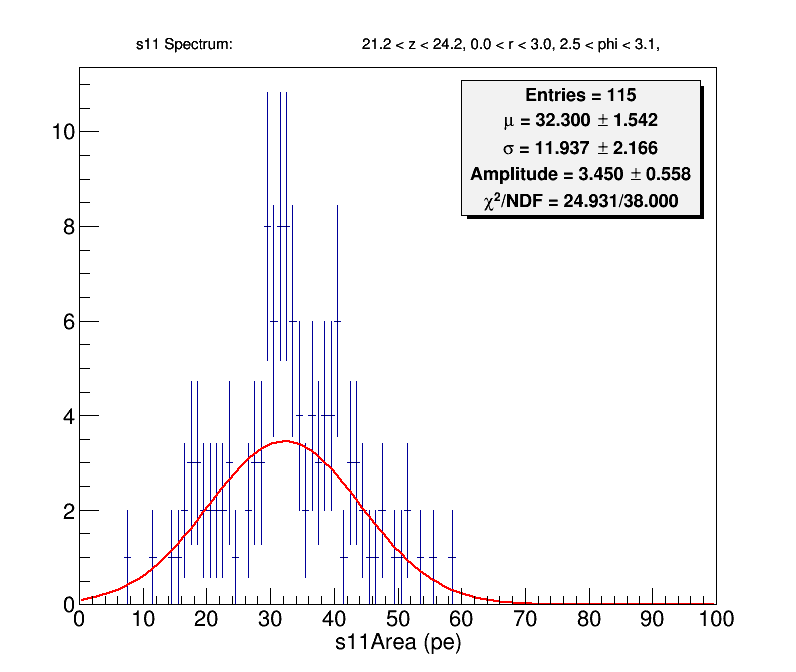 s11 Spectrum: 21.2 < z < 24.2, 0.0 < r < 3.0, 2.5 < phi < 3.1,
Entries = 115
μ = 32.300 ± 1.542
σ = 11.937 ± 2.166
Amplitude = 3.450 ± 0.558
χ²/NDF = 24.931/38.000
10
8
6
4
2
0
0 10 20 30 40 50 60 70 80 90 100
s11Area (pe)